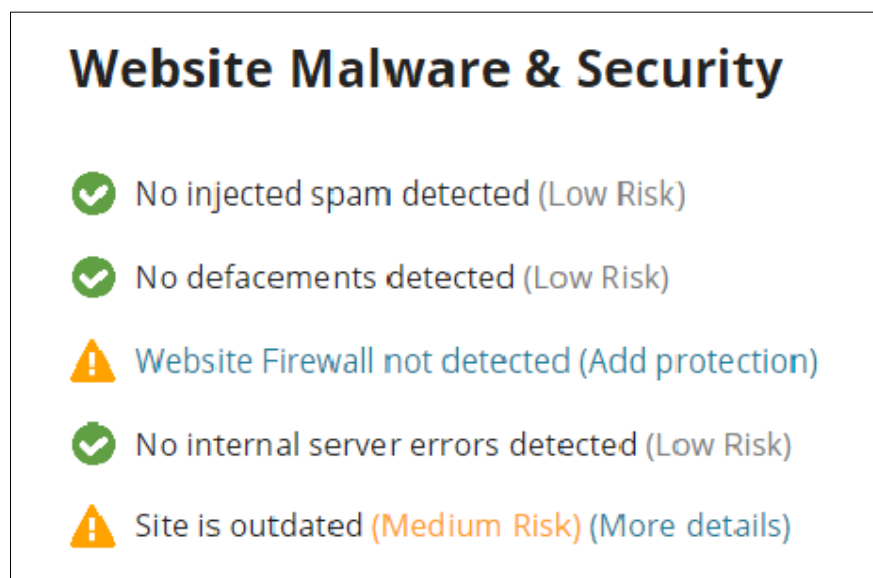 Website Malware & Security
No injected spam detected (Low Risk)
No defacements detected (Low Risk)
Website Firewall not detected (Add protection)
No internal server errors detected (Low Risk)
Site is outdated (Medium Risk) (More details)